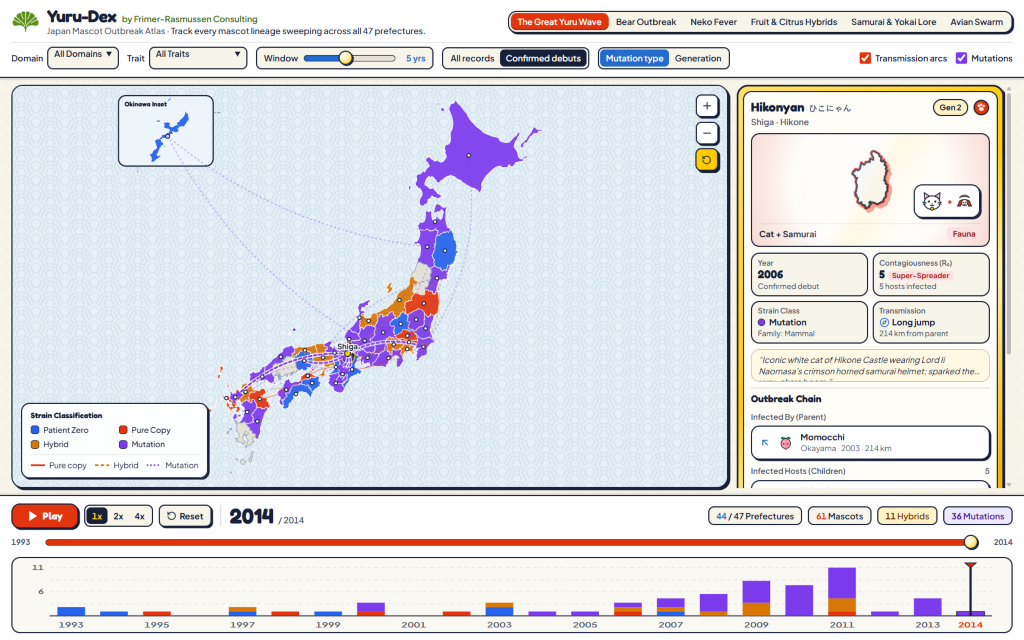 Yuru-Dex by Frimer-Rasmussen Consulting
Japan Mascot Outbreak Atlas · Track every mascot lineage sweeping across all 47 prefectures.
The Great Yuru Wave Bear Outbreak Neko Fever Fruit & Citrus Hybrids Samurai & Yokai Lore Avian Swarm
Domain All Domains ▼ Trait All Traits ▼ Window 5 yrs All records Confirmed debuts Mutation type Generation Transmission arcs Mutations
Okinawa Inset
+
−
Shiga
Strain Classification
Patient Zero Pure Copy
Hybrid Mutation
Pure copy Hybrid Mutation
Hikonyan ひこにゃん Gen 2
Shiga · Hikone
Cat + Samurai Fauna
Year
2006
Confirmed debut
Contagiousness (R₀)
5 Super-Spreader
5 hosts infected
Strain Class
Mutation
Family: Mammal
Transmission
Long jump
214 km from parent
"Iconic white cat of Hikone Castle wearing Lord Ii
Naomasa's crimson horned samurai helmet; sparked the...
Outbreak Chain
Infected By (Parent)
Momocchi
Okayama · 2003 · 214 km
Infected Hosts (Children) 5
Play 1x 2x 4x Reset 2014 / 2014 44 / 47 Prefectures 61 Mascots 11 Hybrids 36 Mutations
1993 2014
11
6
1993 1995 1997 1999 2001 2003 2005 2007 2009 2011 2013 2014